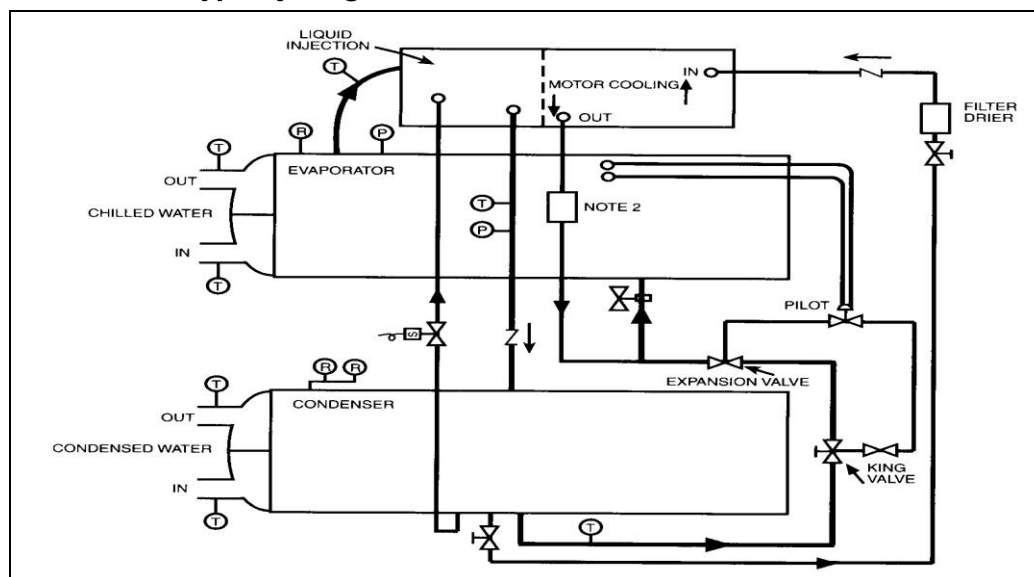 LIQUID
INJECTION
T
MOTOR COOLING
IN
OUT
FILTER
DRIER
T
R
P
EVAPORATOR
OUT
CHILLED WATER
IN
T
T
P
NOTE 2
PILOT
S
EXPANSION VALVE
R
R
T
CONDENSER
OUT
CONDENSED WATER
IN
T
KING
VALVE
T